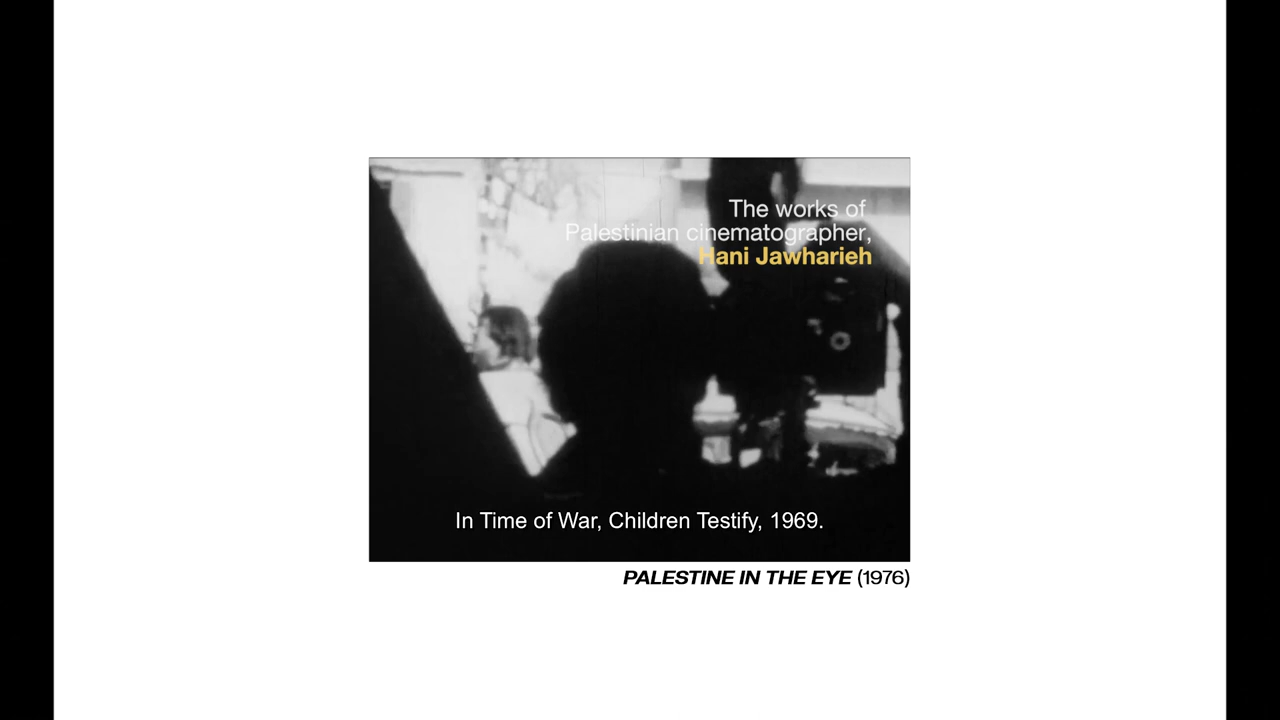 The works of
Palestinian cinematographer,
Hani Jawharieh
In Time of War, Children Testify, 1969.
PALESTINE IN THE EYE (1976)